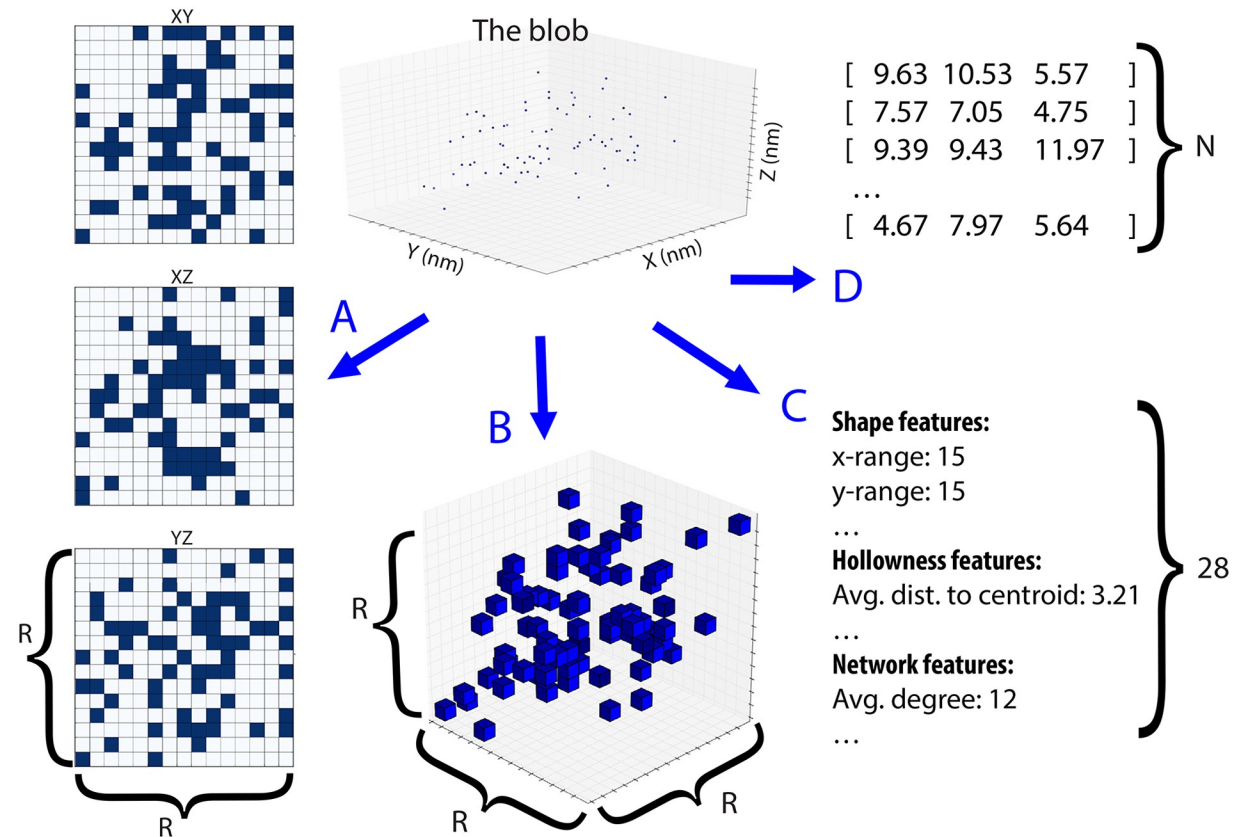 XY
The blob
Z (nm)
Y (nm)
X (nm)
[ 9.63 10.53 5.57 ]
[ 7.57 7.05 4.75 ]
[ 9.39 9.43 11.97 ]
...
[ 4.67 7.97 5.64 ]
N
XZ
A
B
C
D
YZ
R
R
R
R
R
Shape features:
x-range: 15
y-range: 15
...
Hollowness features:
Avg. dist. to centroid: 3.21
...
Network features:
Avg. degree: 12
...
28